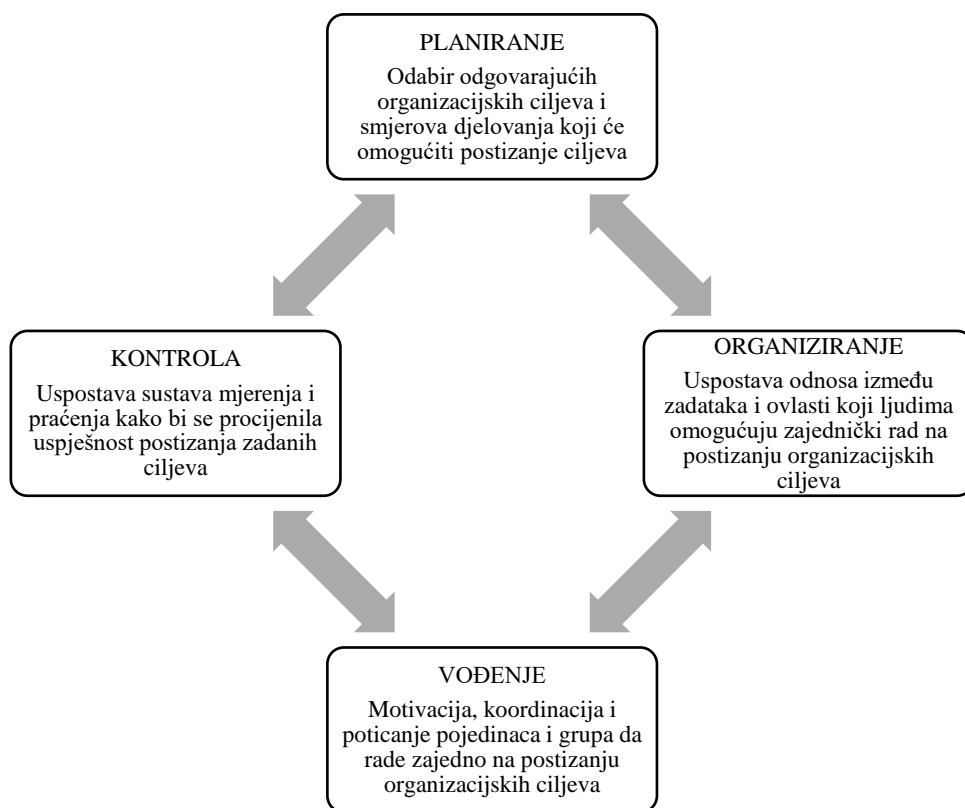 PLANIRANJE
Odabir odgovarajućih
organizacijskih ciljeva i
smjerova djelovanja koji će
omogućiti postizanje ciljeva
KONTROLA
Uspostava sustava mjerenja i
praćenja kako bi se procijenila
uspješnost postizanja zadanih
ciljeva
ORGANIZIRANJE
Uspostava odnosa između
zadataka i ovlasti koji ljudima
omogućuju zajednički rad na
postizanju organizacijskih
ciljeva
VOĐENJE
Motivacija, koordinacija i
poticanje pojedinaca i grupa da
rade zajedno na postizanju
organizacijskih ciljeva